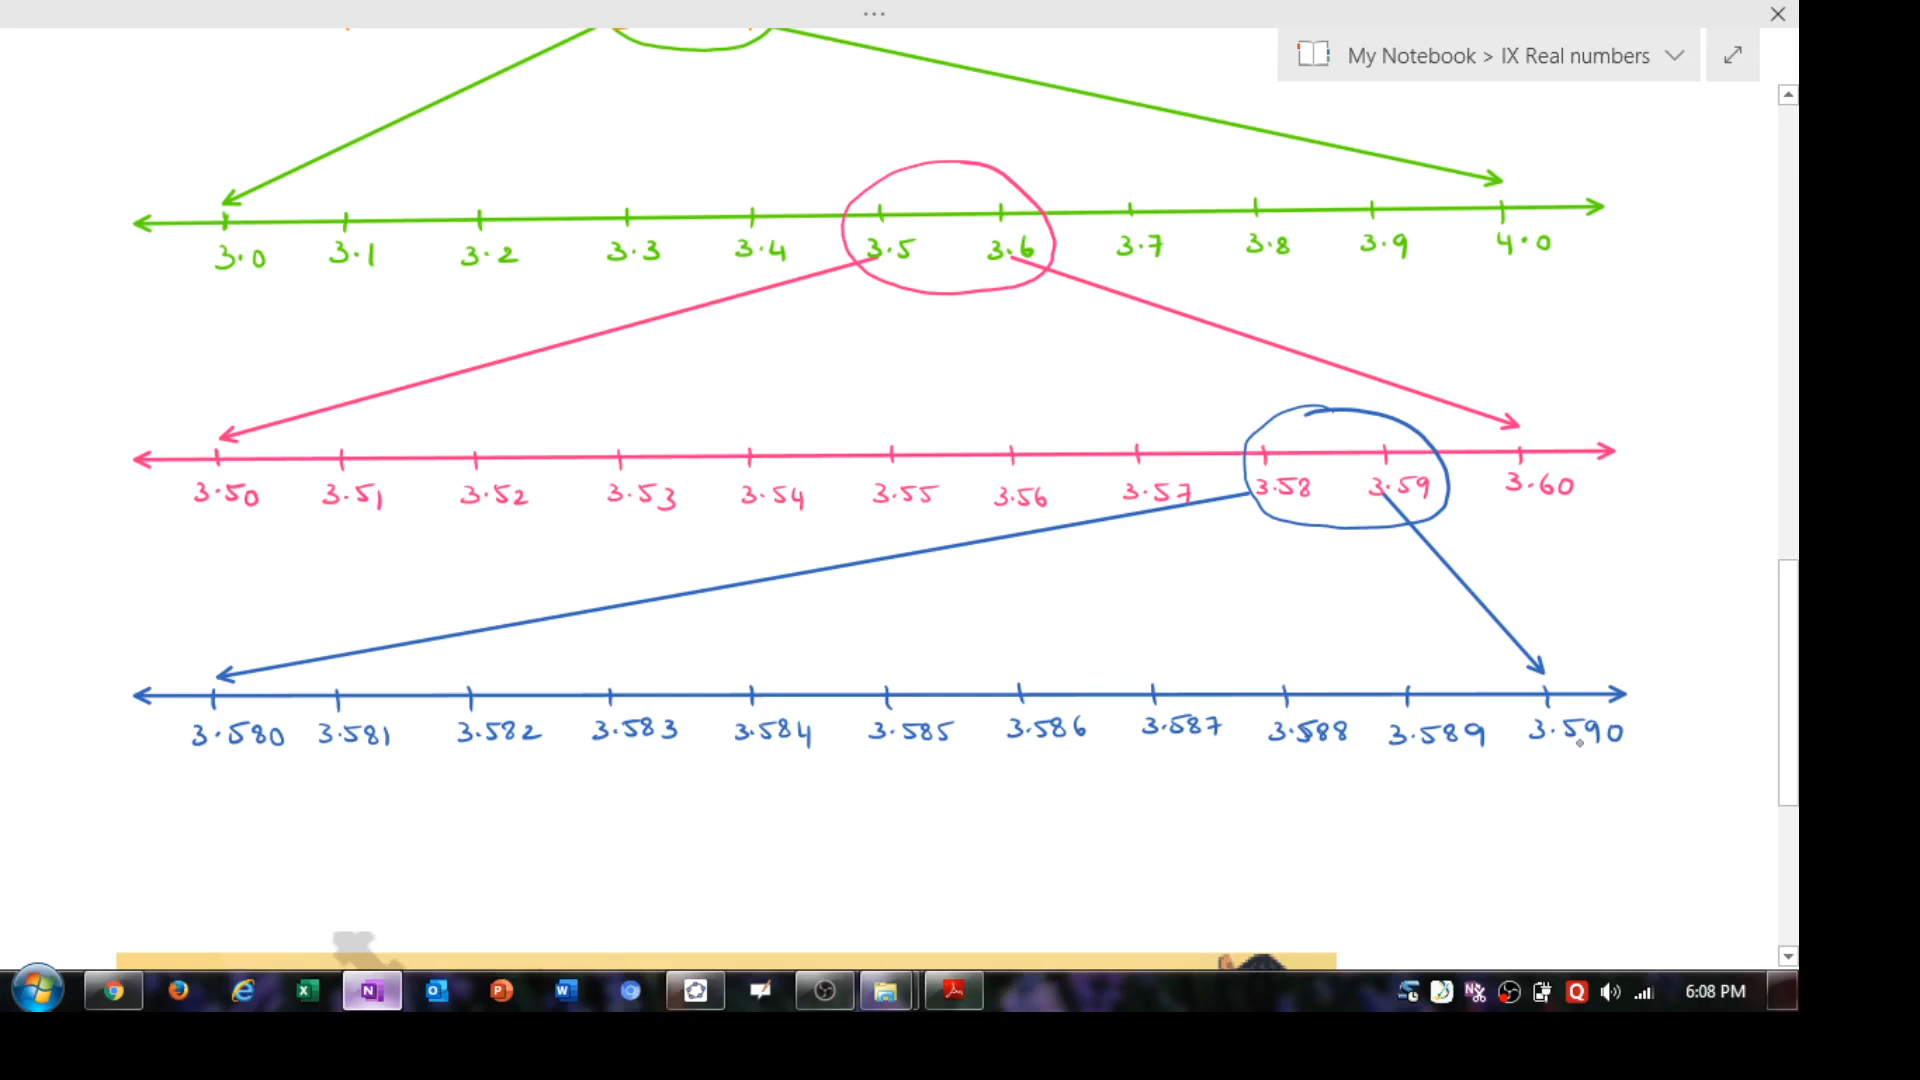 My Notebook > IX Real numbers
3.0 3.1 3.2 3.3 3.4 3.5 3.6 3.7 3.8 3.9 4.0
3.50 3.51 3.52 3.53 3.54 3.55 3.56 3.57 3.58 3.59 3.60
3.580 3.581 3.582 3.583 3.584 3.585 3.586 3.587 3.588 3.589 3.590
6:08 PM